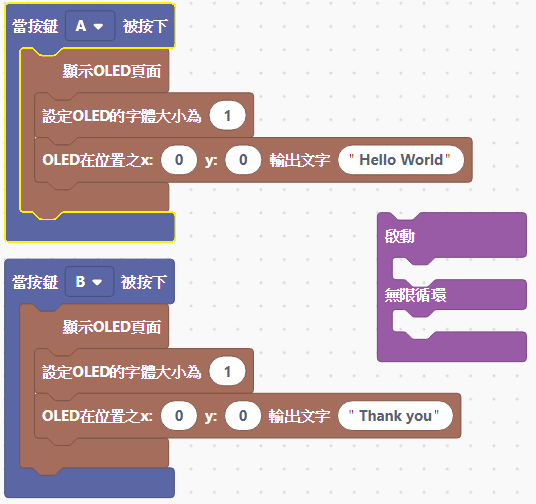 當按鈕 A 被按下
顯示OLED頁面
設定OLED的字體大小為 1
OLED在位置之x: 0 y: 0 輸出文字 " Hello World "
啟動
無限循環
當按鈕 B 被按下
顯示OLED頁面
設定OLED的字體大小為 1
OLED在位置之x: 0 y: 0 輸出文字 " Thank you "